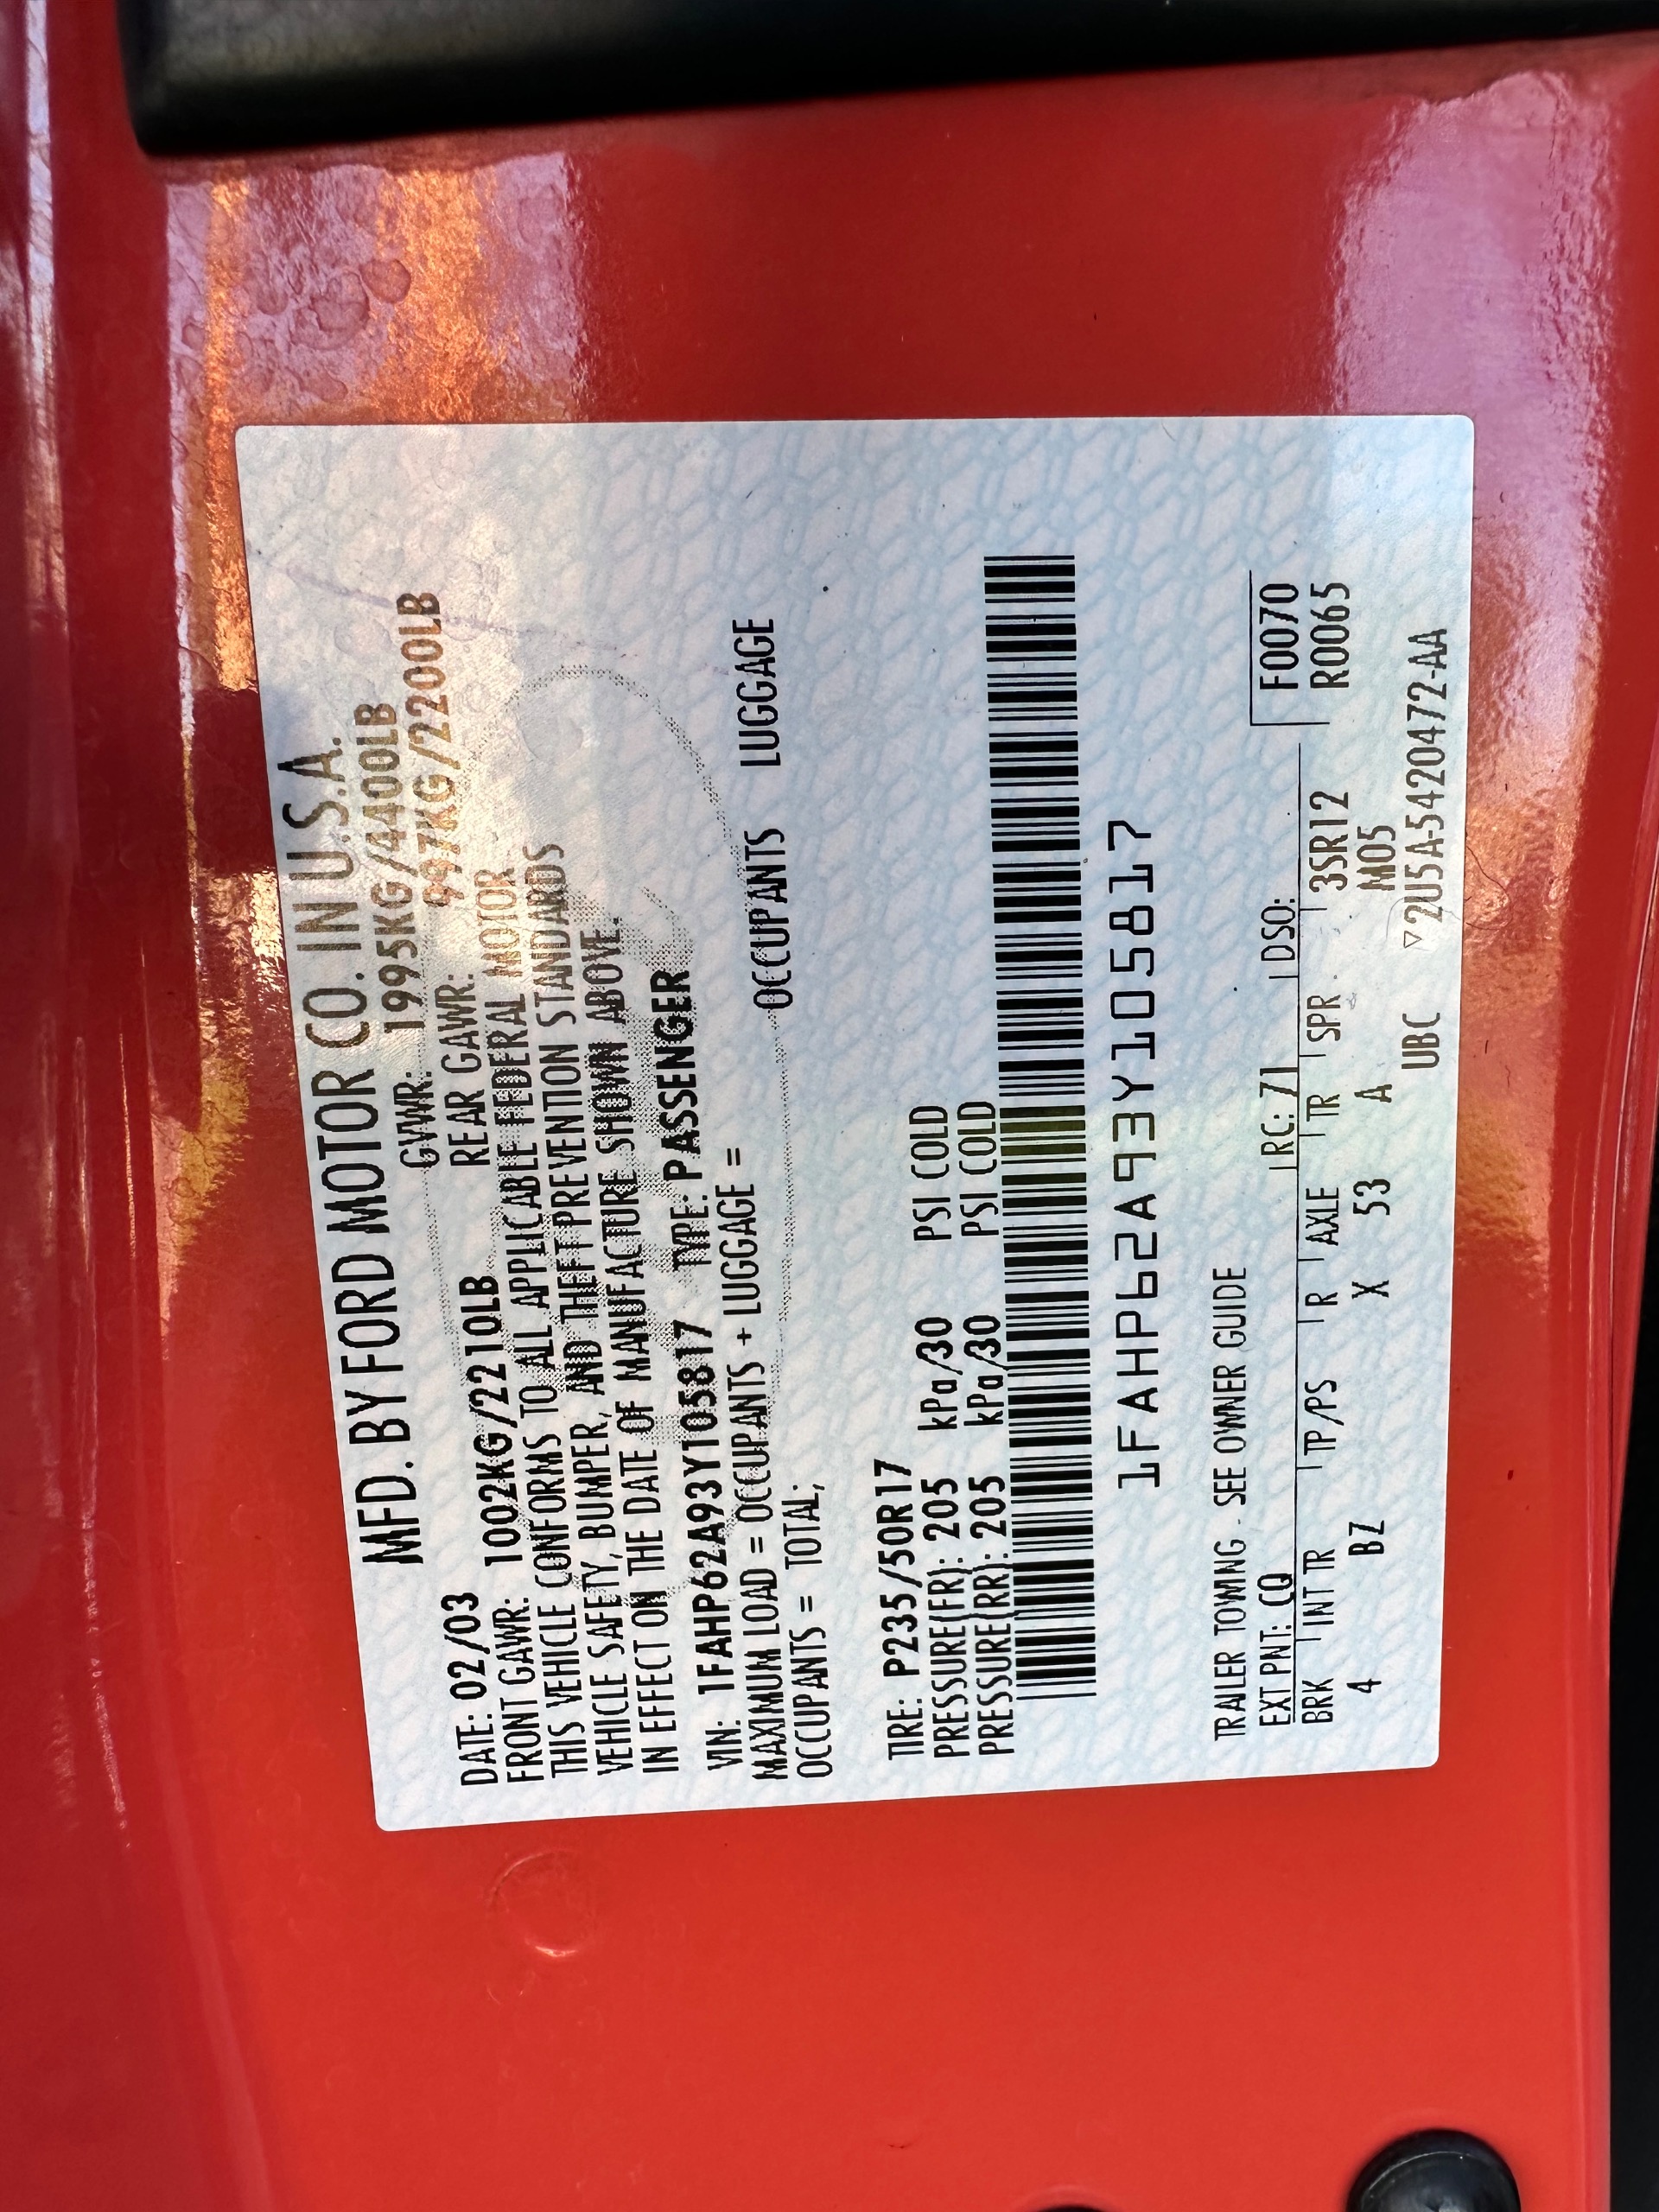 MFD. BY FORD MOTOR CO. IN U.S.A.
DATE: 02/03 GVWR: 1995KG/4400LB
FRONT GAWR: 1002KG/2210LB REAR GAWR: 997KG/2200LB
THIS VEHICLE CONFORMS TO ALL APPLICABLE FEDERAL MOTOR
VEHICLE SAFETY, BUMPER, AND THEFT PREVENTION STANDARDS
IN EFFECT ON THE DATE OF MANUFACTURE SHOWN ABOVE.
VIN: 1FAHP62A93Y105817 TYPE: PASSENGER
MAXIMUM LOAD = OCCUPANTS + LUGGAGE =
OCCUPANTS = TOTAL; OCCUPANTS LUGGAGE
TIRE: P235/50R17
PRESSURE(FR): 205 kPa/30 PSI COLD
PRESSURE(RR): 205 kPa/30 PSI COLD
1FAHP62A93Y105817
TRAILER TOWING - SEE OWNER GUIDE
EXT PNT: CQ RC: 71 DSO: F0070
BRK INT TR TP/PS R AXLE TR SPR R0065
4 BZ X 53 A 3SR12
M05
UBC ▽2U5A-5420472-AA